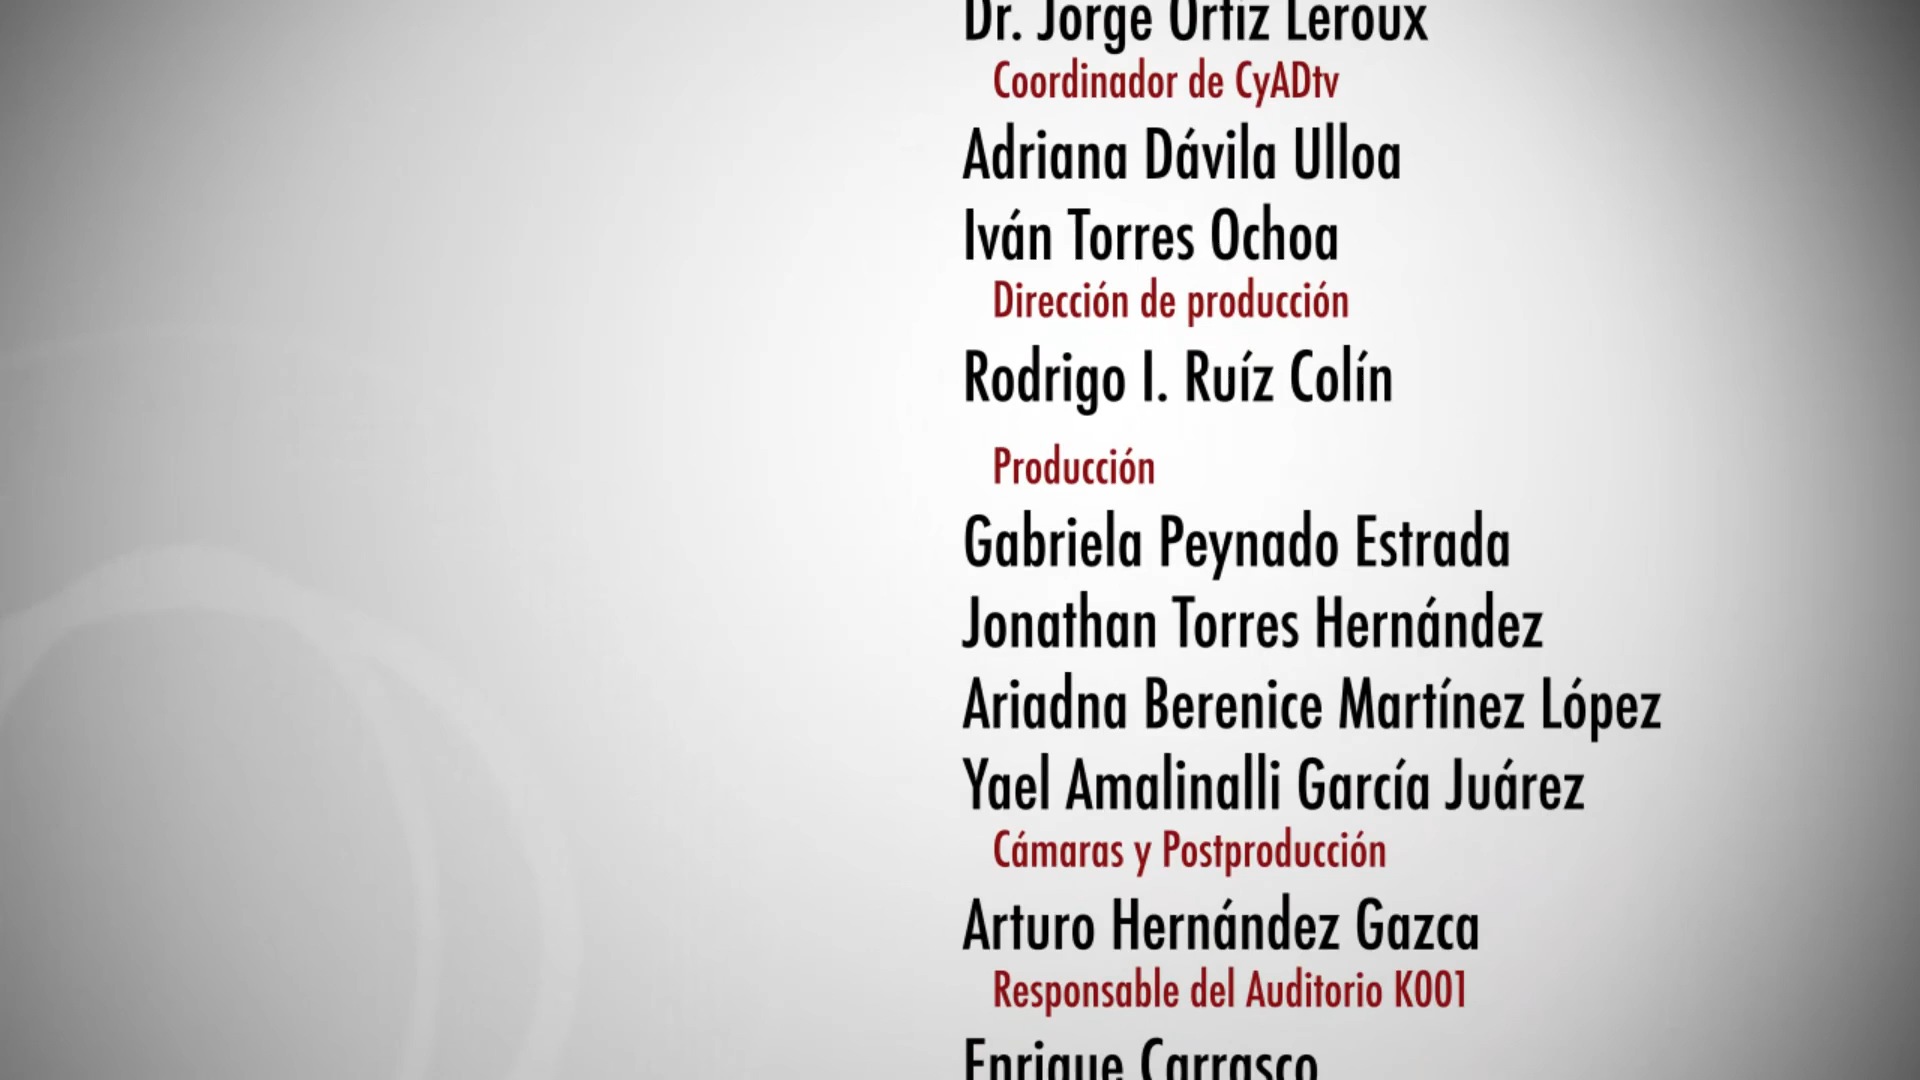 Dr. Jorge Ortiz Leroux
Coordinador de CyADtv
Adriana Dávila Ulloa
Iván Torres Ochoa
Dirección de producción
Rodrigo I. Ruíz Colín
Producción
Gabriela Peynado Estrada
Jonathan Torres Hernández
Ariadna Berenice Martínez López
Yael Amalinalli García Juárez
Cámaras y Postproducción
Arturo Hernández Gazca
Responsable del Auditorio K001
Enrique Carrasco